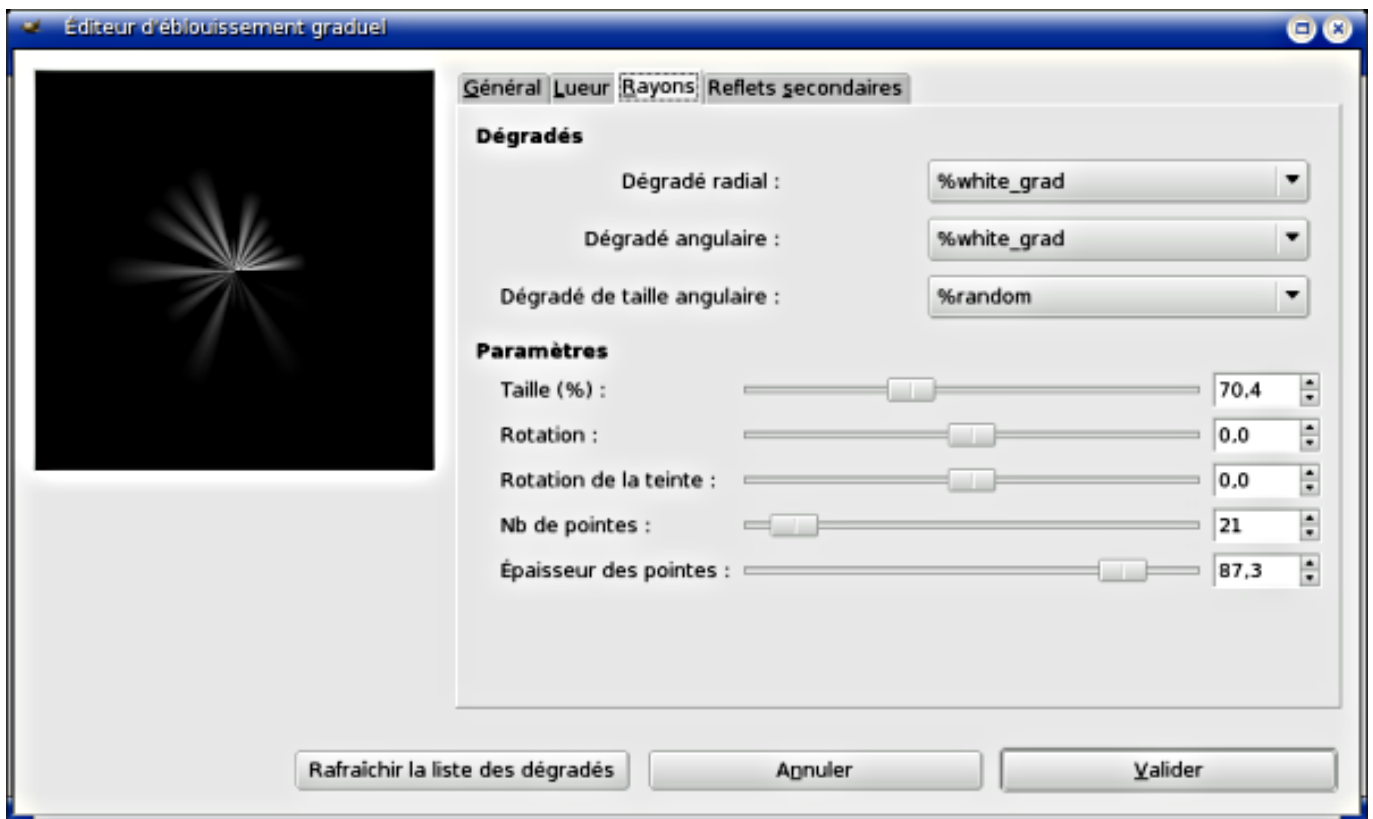 Éditeur d'éblouissement graduel
Général Lueur Rayons Reflets secondaires
Dégradés
Dégradé radial : %white_grad
Dégradé angulaire : %white_grad
Dégradé de taille angulaire : %random
Paramètres
Taille (%) : 70,4
Rotation : 0,0
Rotation de la teinte : 0,0
Nb de pointes : 21
Épaisseur des pointes : 87,3
Rafraîchir la liste des dégradés Annuler Valider